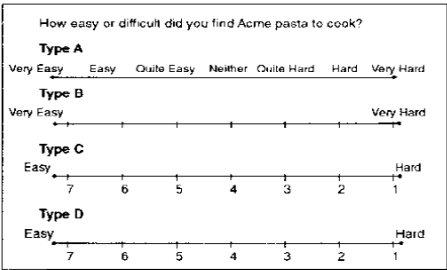 How easy or difficult did you find Acme pasta to cook?
Type A
Very Easy Easy Quite Easy Neither Quite Hard Hard Very Hard
Type B
Very Easy Very Hard
Type C
Easy Hard
7 6 5 4 3 2 1
Type D
Easy Hard
7 6 5 4 3 2 1